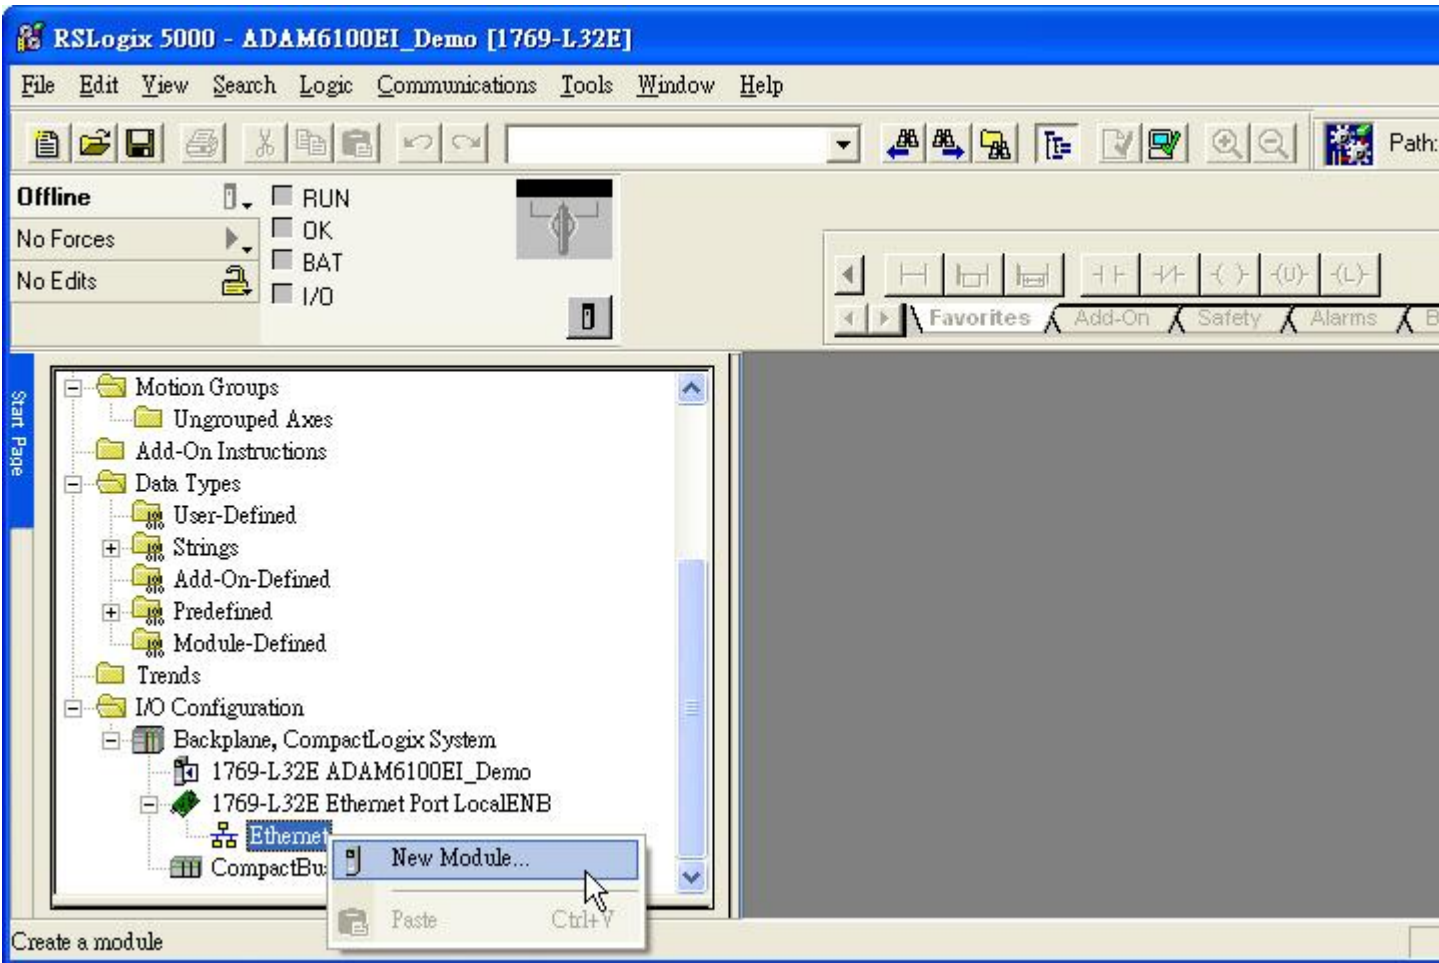 RSLogix 5000 - ADAM6100EI_Demo [1769-L32E]
File Edit View Search Logic Communications Tools Window Help
Path:
Offline
RUN
No Forces
OK
BAT
No Edits
I/O
Favorites Add-On Safety Alarms B
Start Page
Motion Groups
Ungrouped Axes
Add-On Instructions
Data Types
User-Defined
Strings
Add-On-Defined
Predefined
Module-Defined
Trends
I/O Configuration
Backplane, CompactLogix System
1769-L32E ADAM6100EI_Demo
1769-L32E Ethernet Port LocalENB
Ethernet
New Module...
CompactBu
Paste Ctrl+V
Create a module